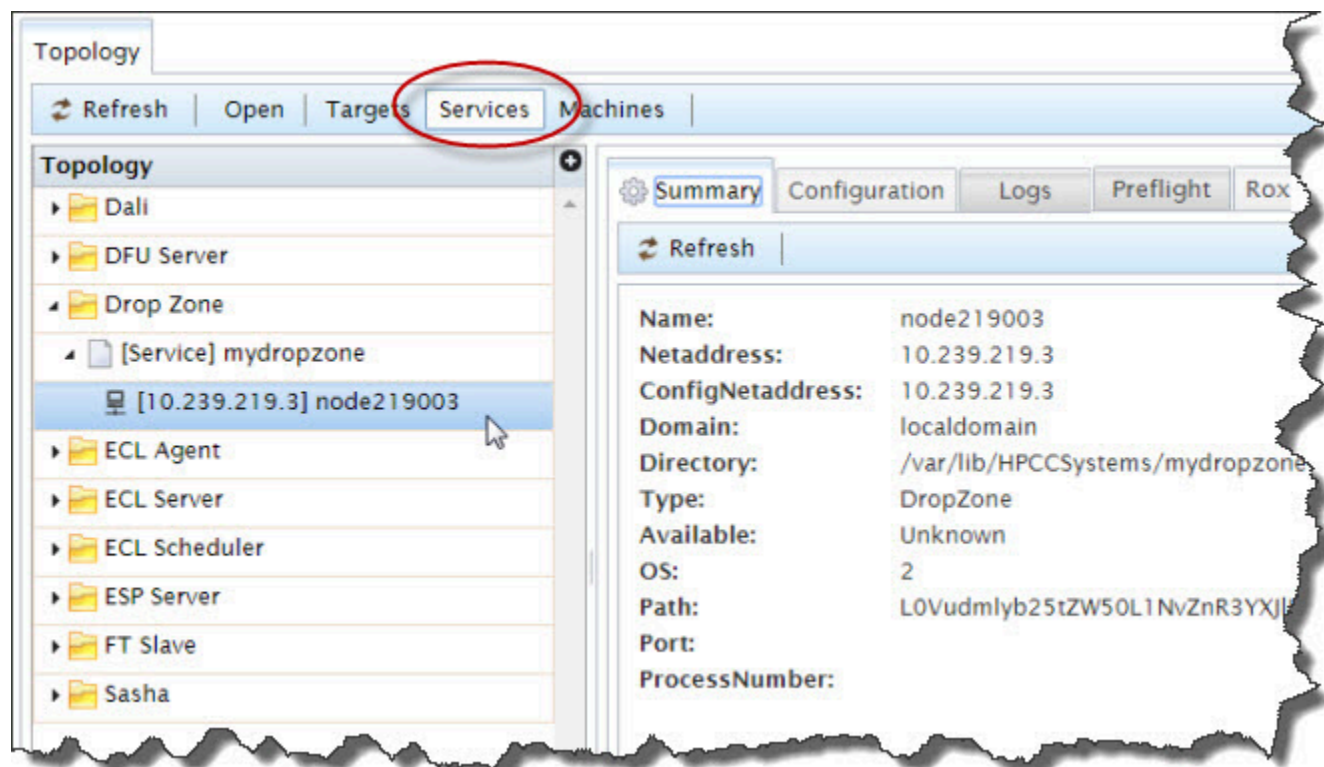 Topology
Refresh Open Targets Services Machines
Topology
Dali
DFU Server
Drop Zone
[Service] mydropzone
[10.239.219.3] node219003
ECL Agent
ECL Server
ECL Scheduler
ESP Server
FT Slave
Sasha
Summary Configuration Logs Preflight Rox
Refresh
Name: node219003
Netaddress: 10.239.219.3
ConfigNetaddress: 10.239.219.3
Domain: localdomain
Directory: /var/lib/HPCCSystems/mydropzone
Type: DropZone
Available: Unknown
OS: 2
Path:
Port:
ProcessNumber: